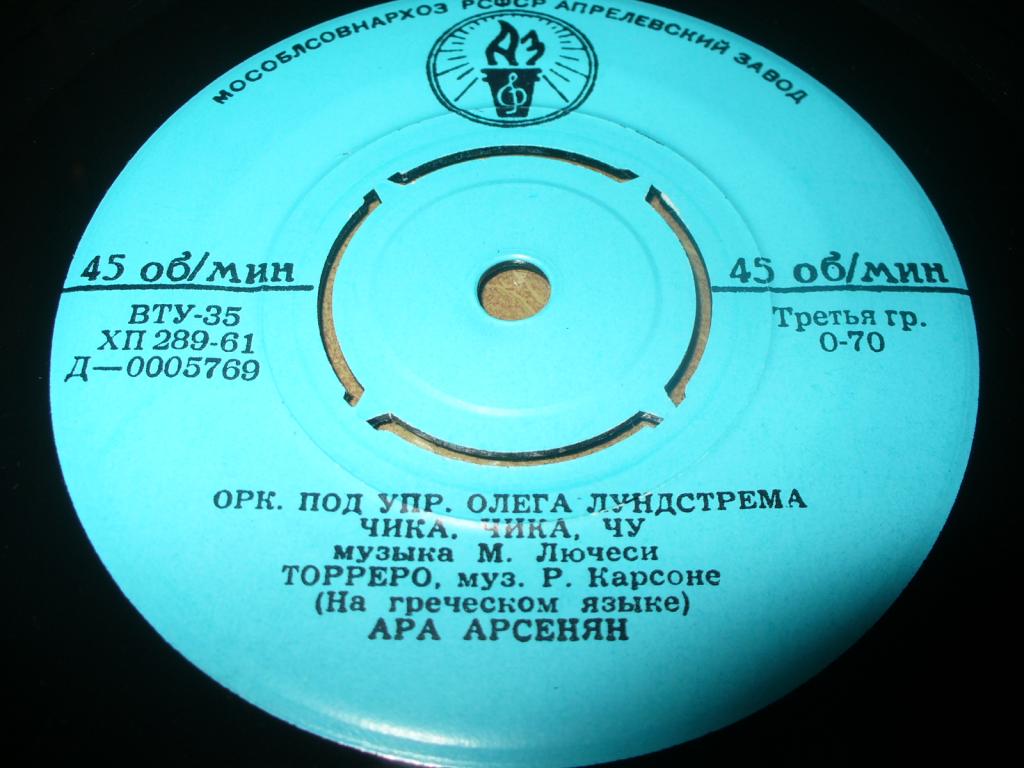 МОСОБЛСОВНАРХОЗ РСФСР АПРЕЛЕВСКИЙ ЗАВОД
АЗ
45 об/мин
45 об/мин
ВТУ-35
ХП 289-61
Д—0005769
Третья гр.
0-70
ОРК. ПОД УПР. ОЛЕГА ЛУНДСТРЕМА
ЧИКА, ЧИКА, ЧУ
музыка М. Лючеси
ТОРРЕРО, муз. Р. Карсоне
(На греческом языке)
АРА АРСЕНЯН